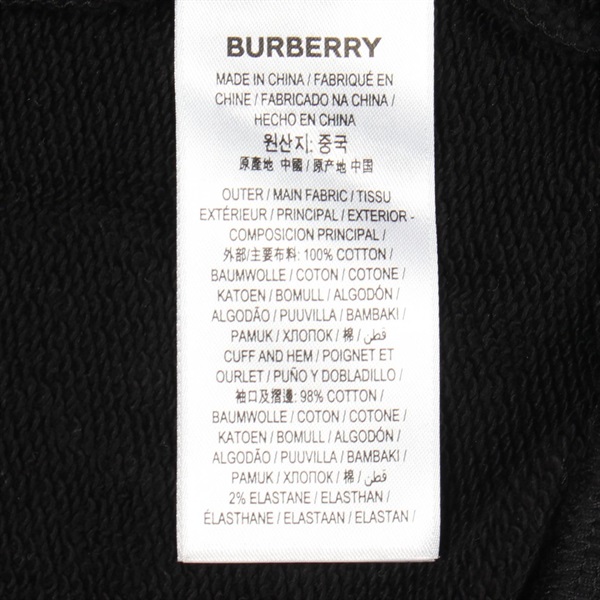 BURBERRY
MADE IN CHINA / FABRIQUÉ EN
CHINE / FABRICADO NA CHINA /
HECHO EN CHINA
원산지: 중국
原產地 中國 / 原产地 中国
OUTER / MAIN FABRIC / TISSU
EXTÉRIEUR / PRINCIPAL / EXTERIOR -
COMPOSICION PRINCIPAL /
外部/主要布料: 100% COTTON /
BAUMWOLLE / COTON / COTONE /
KATOEN / BOMULL / ALGODÓN /
ALGODÃO / PUUVILLA / BAMBAKI /
PAMUK / ХЛОПОК / 棉 / قطن /
CUFF AND HEM / POIGNET ET
OURLET / PUÑO Y DOBLADILLO /
袖口及摺邊: 98% COTTON /
BAUMWOLLE / COTON / COTONE /
KATOEN / BOMULL / ALGODÓN /
ALGODÃO / PUUVILLA / BAMBAKI /
PAMUK / ХЛОПОК / 棉 / قطن /
2% ELASTANE / ELASTHAN /
ÉLASTHANE / ELASTAAN / ELASTAN /